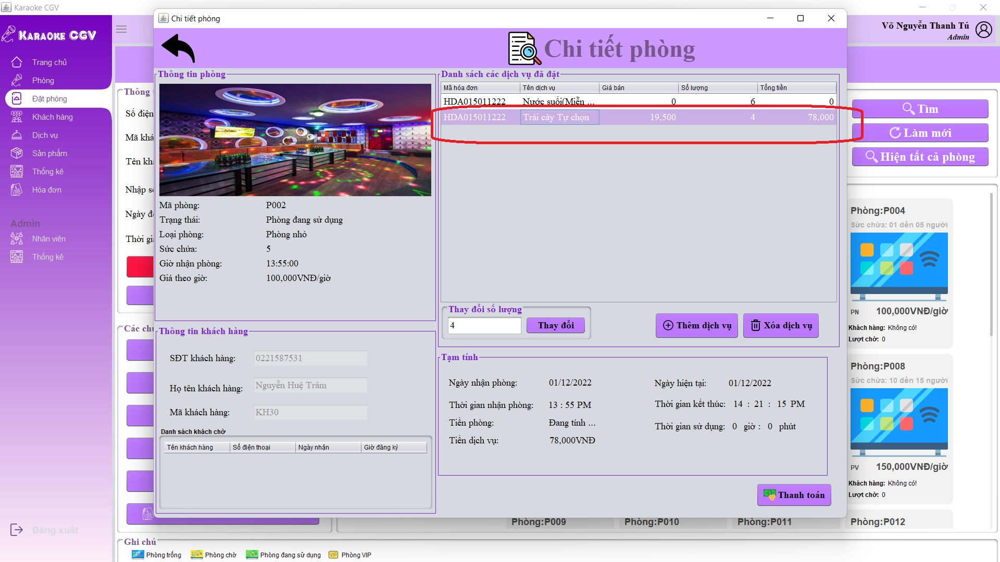 Karaoke CGV
KARAOKE CGV
Trang chủ
Phòng
Đặt phòng
Khách hàng
Dịch vụ
Sản phẩm
Thống kê
Hóa đơn
Admin
Nhân viên
Thống kê
Đăng xuất
Võ Nguyễn Thanh Tú
Admin
Thông
Số điện
Mã khá
Tên khá
Nhập số
Ngày đ
Thời gi
Các ch
Chi tiết phòng
Chi tiết phòng
Thông tin phòng
Mã phòng: P002
Trạng thái: Phòng đang sử dụng
Loại phòng: Phòng nhỏ
Sức chứa: 5
Giờ nhận phòng: 13:55:00
Giá theo giờ: 100,000VNĐ/giờ
Thông tin khách hàng
SĐT khách hàng: 0221587531
Họ tên khách hàng: Nguyễn Huệ Trâm
Mã khách hàng: KH30
Danh sách khách chờ
Tên khách hàng Số điện thoại Ngày nhận Giờ đăng ký
Danh sách các dịch vụ đã đặt
Mã hóa đơn Tên dịch vụ Giá bán Số lượng Tổng tiền
HDA015011222 Nước suối(Miễn ... 0 6 0
HDA015011222 Trái cây Tự chọn 19,500 4 78,000
Thay đổi số lượng
4 Thay đổi
Thêm dịch vụ Xóa dịch vụ
Tạm tính
Ngày nhận phòng: 01/12/2022 Ngày hiện tại: 01/12/2022
Thời gian nhận phòng: 13 : 55 PM Thời gian kết thúc: 14 : 21 : 15 PM
Tiền phòng: Đang tính ... Thời gian sử dụng: 0 giờ : 0 phút
Tiền dịch vụ: 78,000VNĐ
Thanh toán
Tìm
Làm mới
Hiện tất cả phòng
Phòng:P004
Sức chứa: 01 đến 05 người
PN 100,000VNĐ/giờ
Khách hàng: Không có!
Lượt chờ: 0
Phòng:P008
Sức chứa: 10 đến 15 người
PV 150,000VNĐ/giờ
Khách hàng: Không có!
Lượt chờ: 0
Phòng:P009 Phòng:P010 Phòng:P011 Phòng:P012
Ghi chú
Phòng trống Phòng chờ Phòng đang sử dụng VIP Phòng VIP